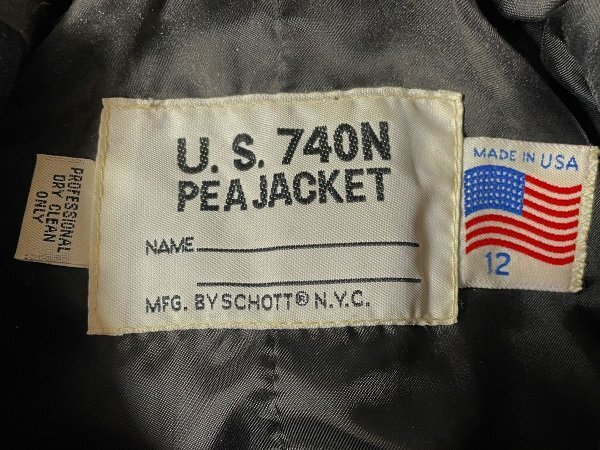 U. S. 740N
PEA JACKET
NAME
MFG. BY SCHOTT® N.Y.C.
PROFESSIONAL
DRY CLEAN
ONLY
MADE IN USA
12